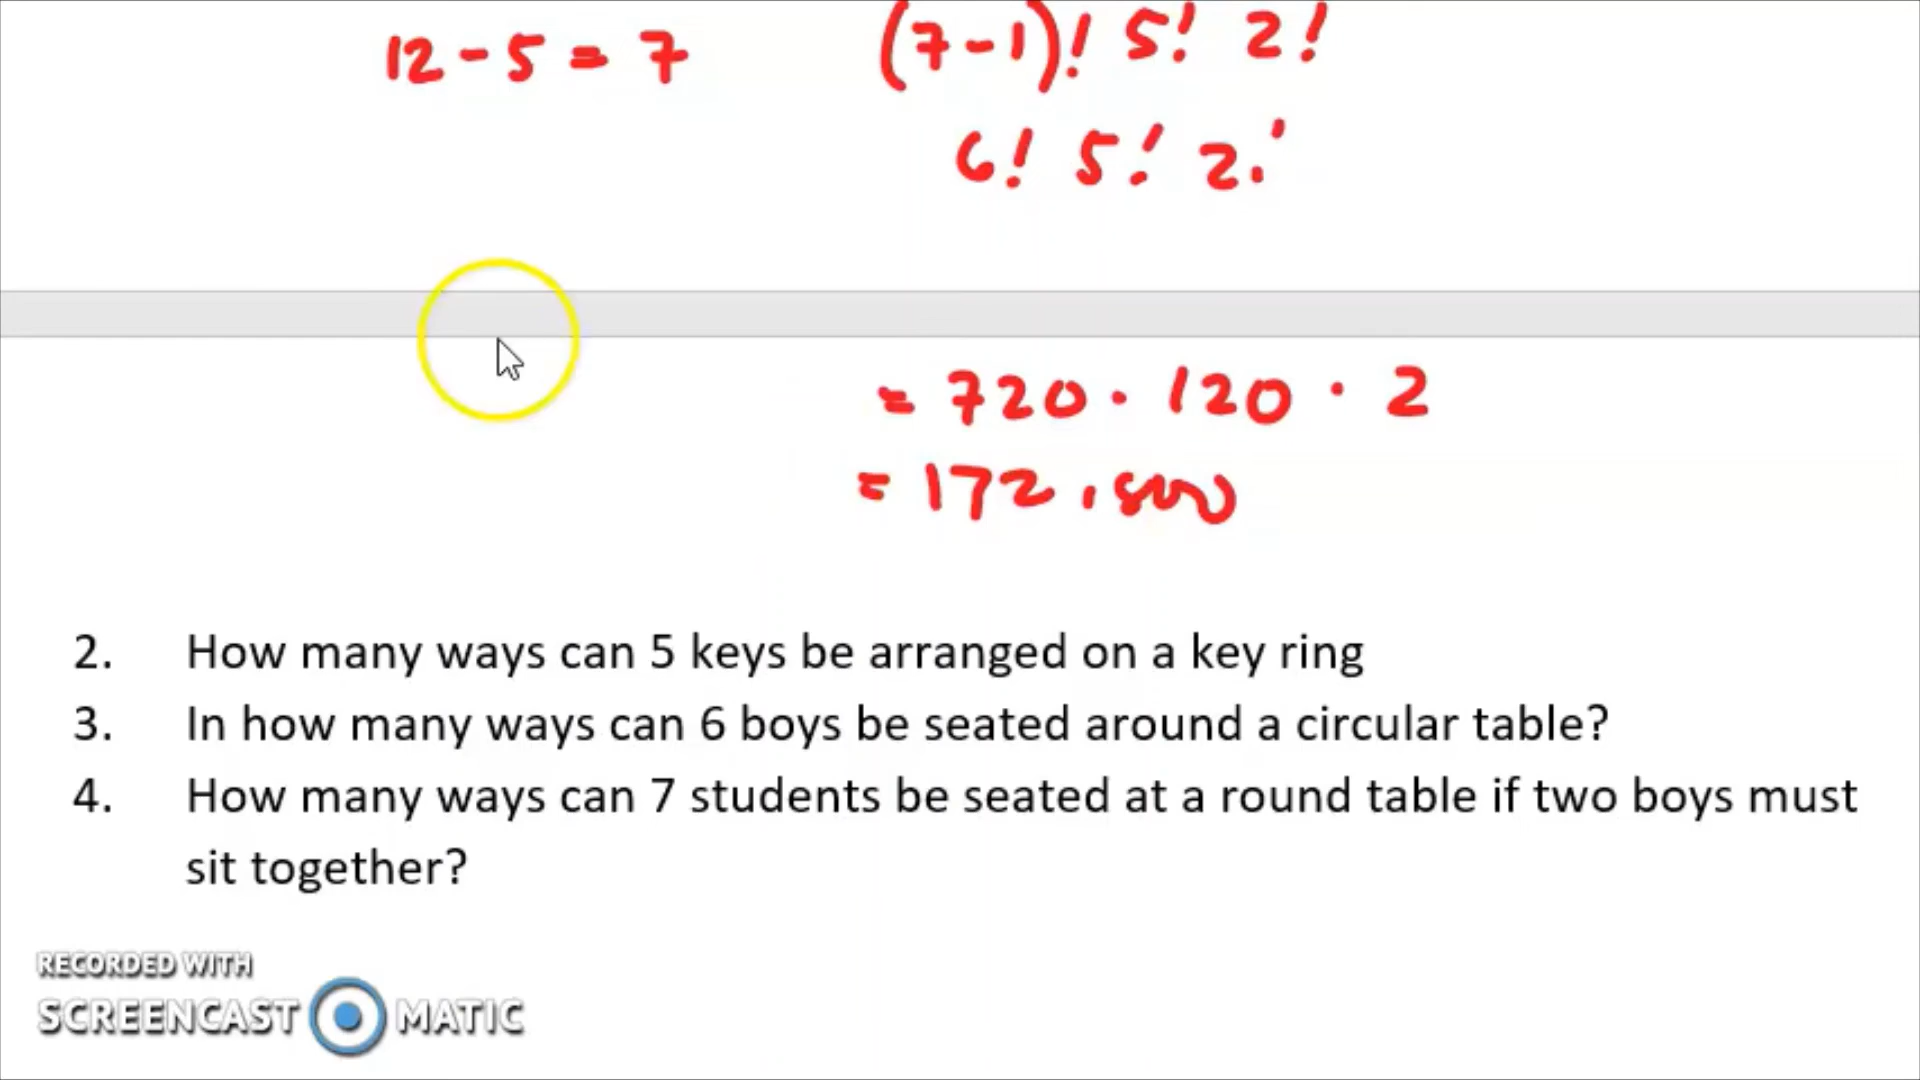 12 - 5 = 7
(7-1)! 5! 2!
6! 5! 2!
= 720 · 120 · 2
= 172,800
2. How many ways can 5 keys be arranged on a key ring
3. In how many ways can 6 boys be seated around a circular table?
4. How many ways can 7 students be seated at a round table if two boys must
sit together?
RECORDED WITH
SCREENCAST MATIC